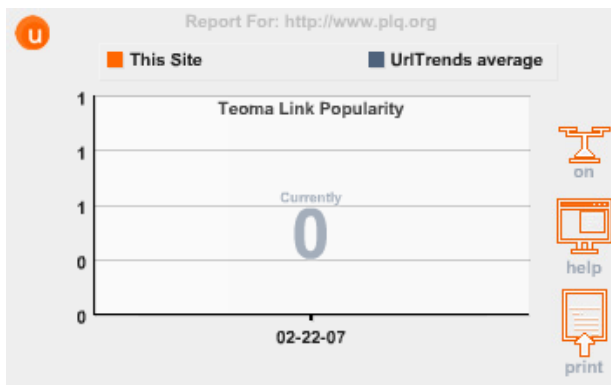 u
Report For: http://www.plq.org
This Site
UrlTrends average
Teoma Link Popularity
1
1
1
0
0
Currently
0
02-22-07
on
help
print